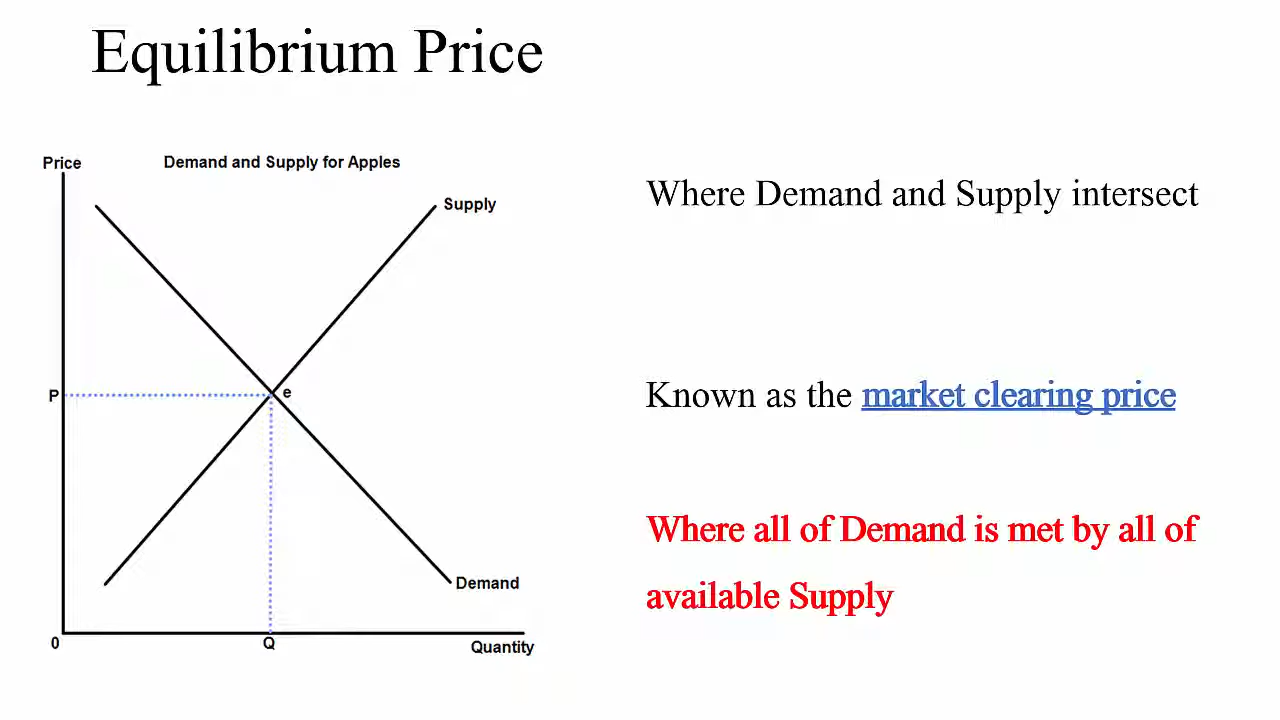 Equilibrium Price
Price
Demand and Supply for Apples
Supply
P
e
Demand
0
Q
Quantity
Where Demand and Supply intersect
Known as the market clearing price
Where all of Demand is met by all of
available Supply